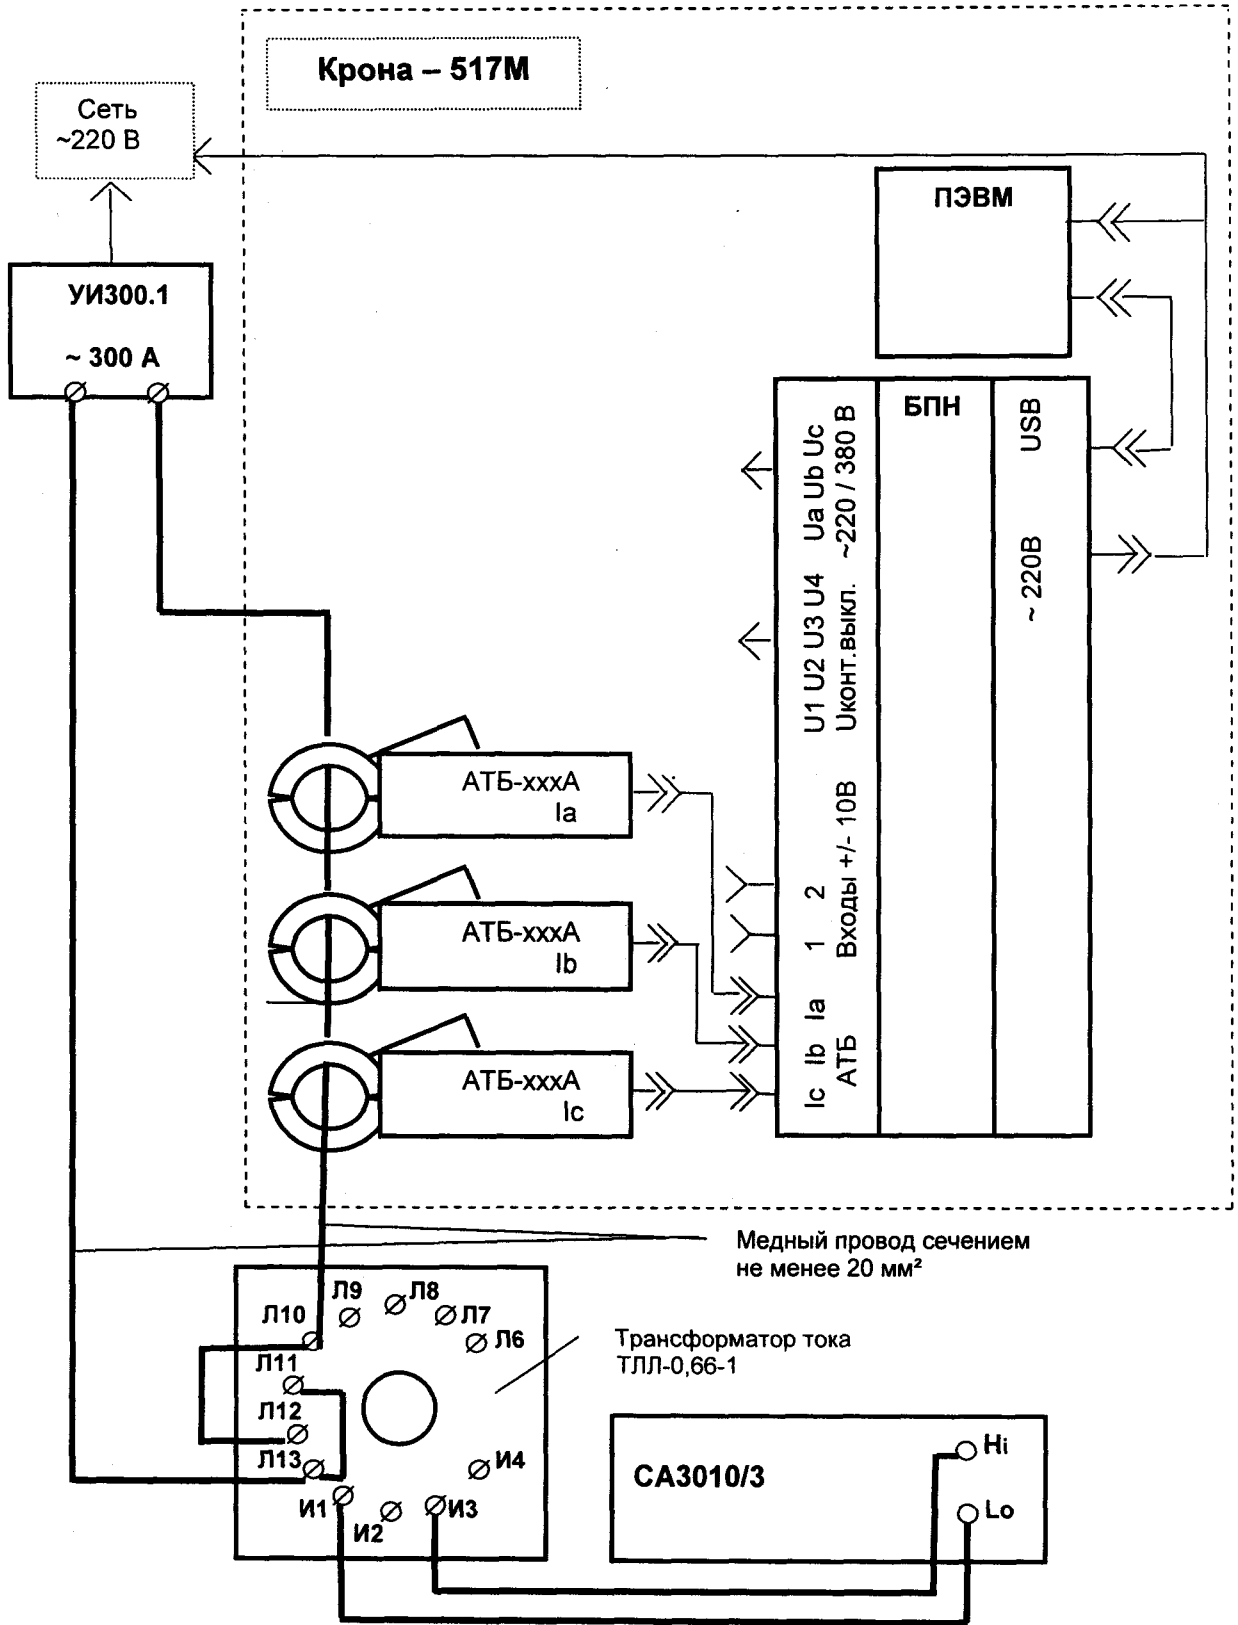 Крона – 517М
Сеть
~220 В
ПЭВМ
УИ300.1
~ 300 А
БПН
USB
~ 220В
Ua Ub Uc
~220 / 380 В
U1 U2 U3 U4
Uконт.выкл.
1 2
Входы +/- 10В
Ic Ib Ia
АТБ
АТБ-xxxА
Ia
АТБ-xxxА
Ib
АТБ-xxxА
Ic
Медный провод сечением
не менее 20 мм²
Л9
Л8
Л10
Л7
Л6
Л11
Л12
Л13
И4
И1
И2
И3
Трансформатор тока
ТЛЛ-0,66-1
СА3010/3
Hi
Lo